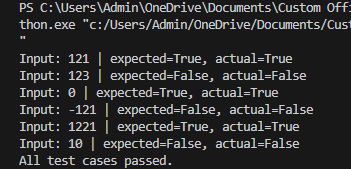 PS C:\Users\Admin\OneDrive\Documents\Custom Offi
thon.exe "c:/Users/Admin/OneDrive/Documents/Cust
"
Input: 121 | expected=True, actual=True
Input: 123 | expected=False, actual=False
Input: 0 | expected=True, actual=True
Input: -121 | expected=False, actual=False
Input: 1221 | expected=True, actual=True
Input: 10 | expected=False, actual=False
All test cases passed.